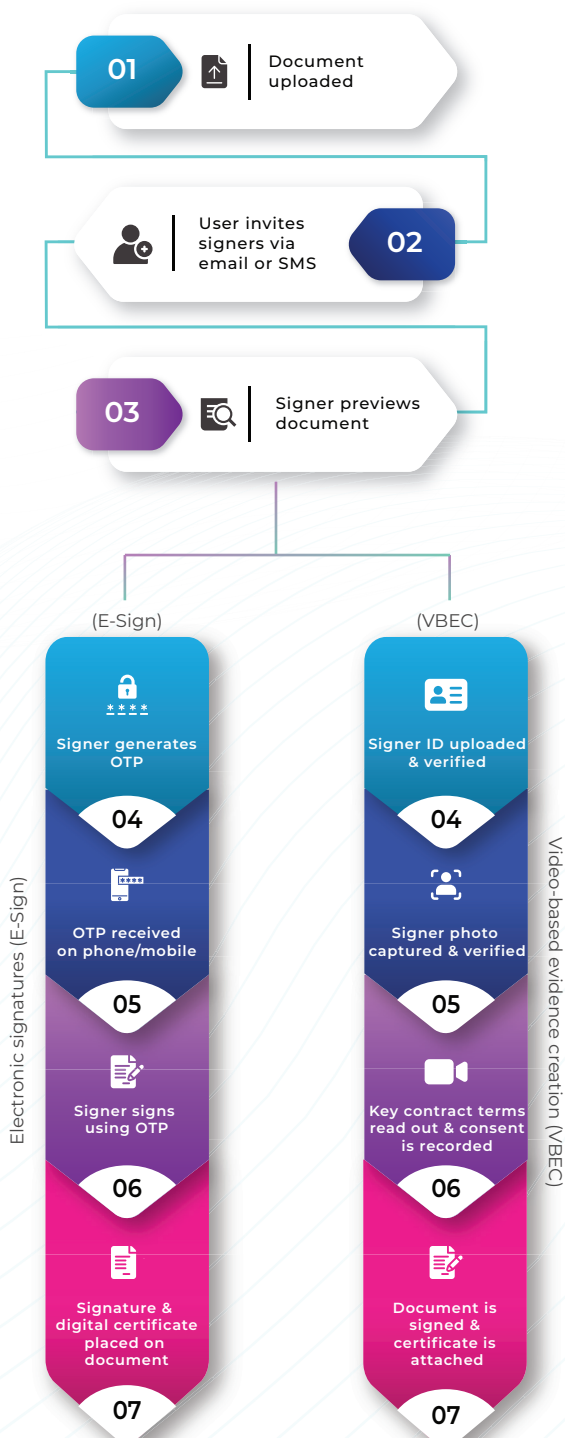 01
Document
uploaded
User invites
signers via
email or SMS
02
03
Signer previews
document
(E-Sign)
Electronic signatures (E-Sign)
****
Signer generates
OTP
04
****
OTP received
on phone/mobile
05
Signer signs
using OTP
06
Signature &
digital certificate
placed on
document
07
(VBEC)
Video-based evidence creation (VBEC)
Signer ID uploaded
& verified
04
Signer photo
captured & verified
05
Key contract terms
read out & consent
is recorded
06
Document is
signed &
certificate is
attached
07